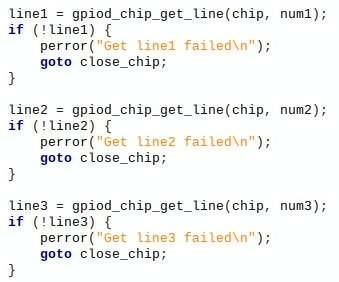 line1 = gpiod_chip_get_line(chip, num1);
if (!line1) {
    perror("Get line1 failed\n");
    goto close_chip;
}

line2 = gpiod_chip_get_line(chip, num2);
if (!line2) {
    perror("Get line2 failed\n");
    goto close_chip;
}

line3 = gpiod_chip_get_line(chip, num3);
if (!line3) {
    perror("Get line3 failed\n");
    goto close_chip;
}